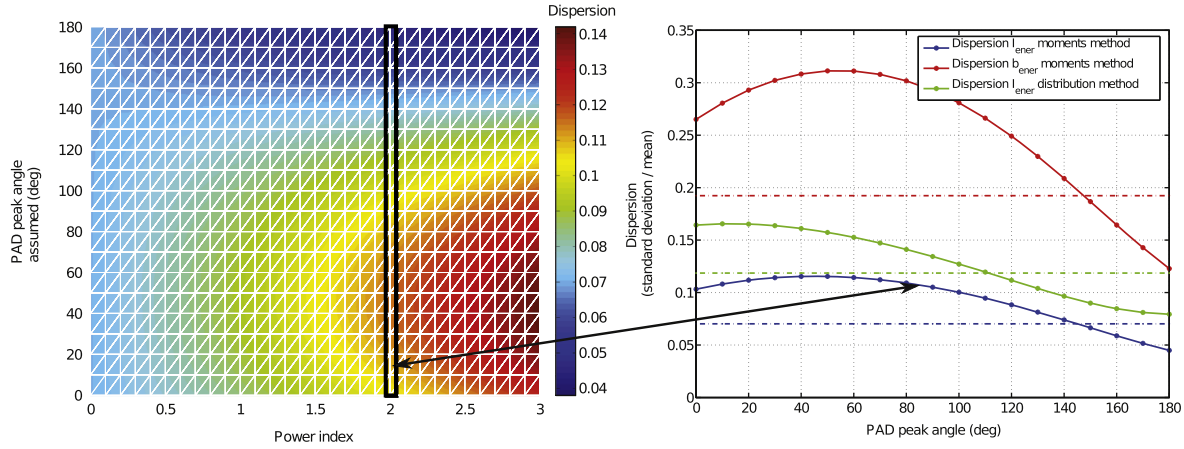 Dispersion
180
160
140
120
100
80
60
40
20
0
PAD peak angle
assumed (deg)
0 0.5 1 1.5 2 2.5 3
Power index
0.14
0.13
0.12
0.11
0.10
0.09
0.08
0.07
0.06
0.05
0.04
0.35
0.3
0.25
0.2
0.15
0.1
0.05
0
Dispersion
(standard deviation / mean)
Dispersion I_ener moments method
Dispersion b_ener moments method
Dispersion I_ener distribution method
0 20 40 60 80 100 120 140 160 180
PAD peak angle (deg)